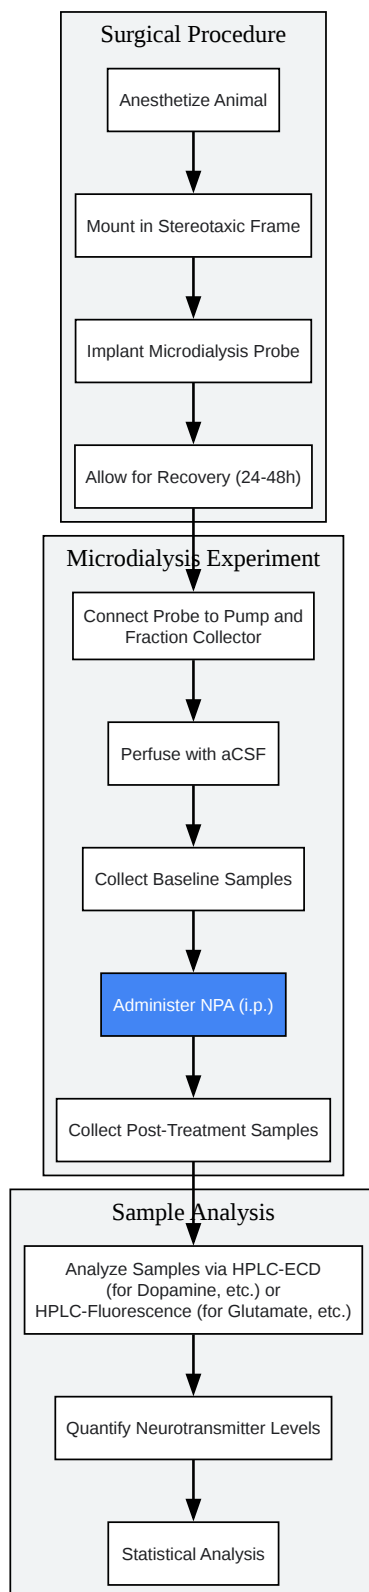 Surgical Procedure
Anesthetize Animal
Mount in Stereotaxic Frame
Implant Microdialysis Probe
Allow for Recovery (24-48h)
Microdialysis Experiment
Connect Probe to Pump and
Fraction Collector
Perfuse with aCSF
Collect Baseline Samples
Administer NPA (i.p.)
Collect Post-Treatment Samples
Sample Analysis
Analyze Samples via HPLC-ECD
(for Dopamine, etc.) or
HPLC-Fluorescence (for Glutamate, etc.)
Quantify Neurotransmitter Levels
Statistical Analysis